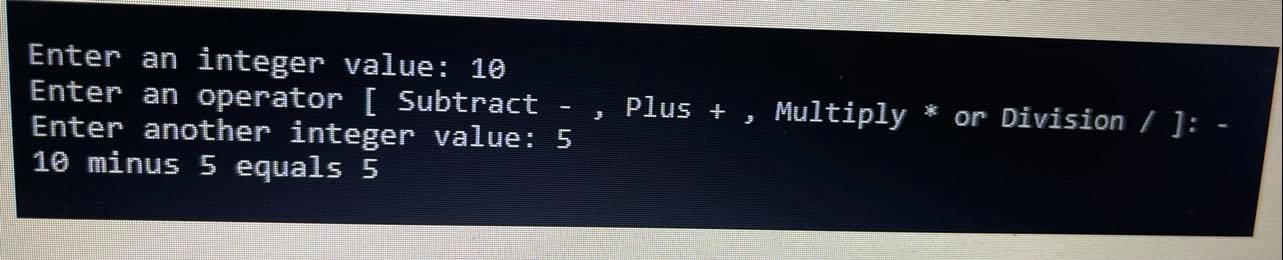 Enter an integer value: 10
Enter an operator [ Subtract - , Plus + , Multiply * or Division / ]: -
Enter another integer value: 5
10 minus 5 equals 5